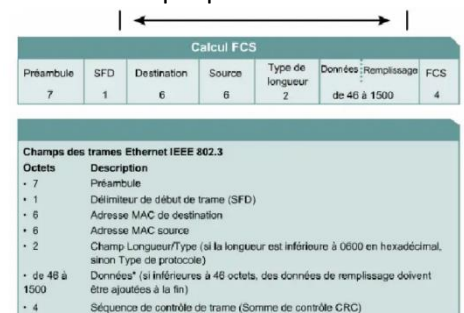 Calcul FCS
Préambule SFD Destination Source Type de longueur Données Remplissage FCS
7 1 6 6 2 de 46 à 1500 4
Champs des trames Ethernet IEEE 802.3
Octets Description
• 7 Préambule
• 1 Délimiteur de début de trame (SFD)
• 6 Adresse MAC de destination
• 6 Adresse MAC source
• 2 Champ Longueur/Type (si la longueur est inférieure à 0600 en hexadécimal,
sinon Type de protocole)
• de 46 à Données* (si inférieures à 46 octets, des données de remplissage doivent
1500 être ajoutées à la fin)
• 4 Séquence de contrôle de trame (Somme de contrôle CRC)